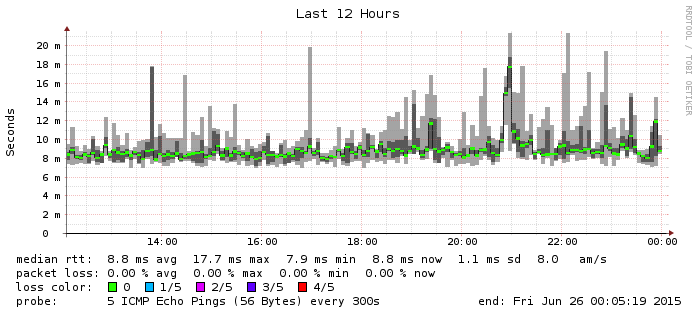 Last 12 Hours
RRDTOOL / TOBI OETIKER
Seconds
20 m
18 m
16 m
14 m
12 m
10 m
8 m
6 m
4 m
2 m
0
14:00 16:00 18:00 20:00 22:00 00:00
median rtt: 8.8 ms avg 17.7 ms max 7.9 ms min 8.8 ms now 1.1 ms sd 8.0 am/s
packet loss: 0.00 % avg 0.00 % max 0.00 % min 0.00 % now
loss color: 0 1/5 2/5 3/5 4/5
probe: 5 ICMP Echo Pings (56 Bytes) every 300s end: Fri Jun 26 00:05:19 2015